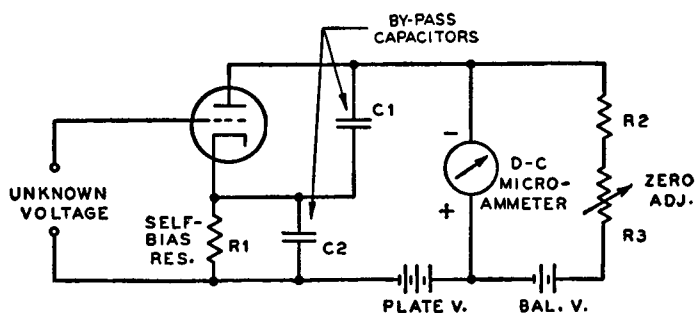 BY-PASS
CAPACITORS
C1
R2
-
D-C
MICRO-
AMMETER
+
ZERO
ADJ.
R3
UNKNOWN
VOLTAGE
SELF-
BIAS
RES.
R1
C2
PLATE V.
BAL. V.